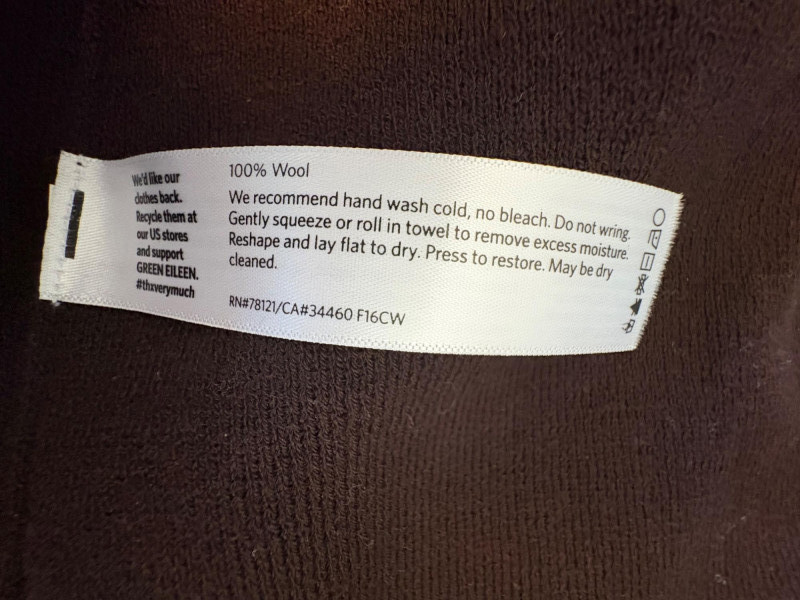 We'd like our
clothes back.
Recycle them at
our US stores
and support
GREEN EILEEN.
#thxverymuch
100% Wool
We recommend hand wash cold, no bleach. Do not wring.
Gently squeeze or roll in towel to remove excess moisture.
Reshape and lay flat to dry. Press to restore. May be dry
cleaned.
RN#78121/CA#34460 F16CW